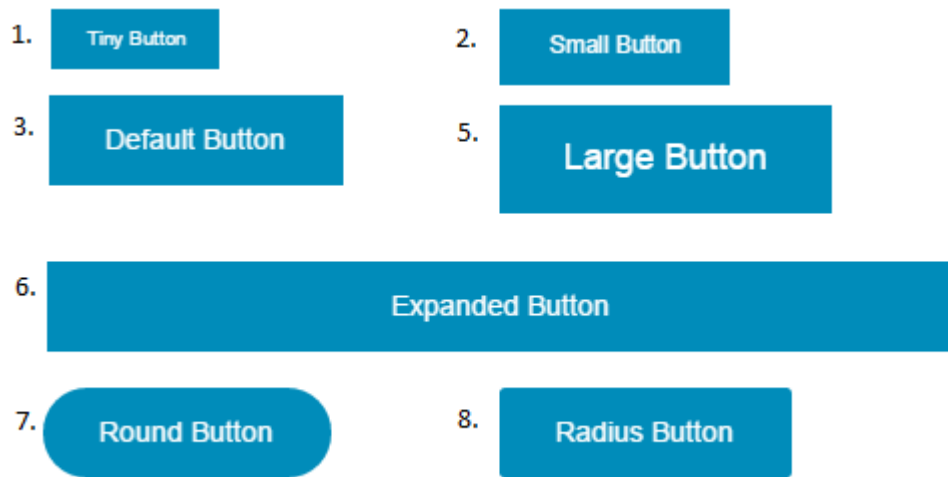 1. Tiny Button
2. Small Button
3. Default Button
5. Large Button
6. Expanded Button
7. Round Button
8. Radius Button